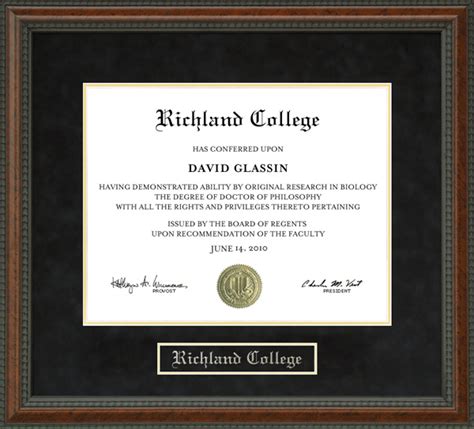 Richland College
HAS CONFERRED UPON
DAVID GLASSIN
HAVING DEMONSTRATED ABILITY BY ORIGINAL RESEARCH IN BIOLOGY
THE DEGREE OF DOCTOR OF PHILOSOPHY
WITH ALL THE RIGHTS AND PRIVILEGES THERETO PERTAINING
ISSUED BY THE BOARD OF REGENTS
UPON RECOMMENDATION OF THE FACULTY
JUNE 14, 2010
PROVOST
PRESIDENT
Richland College